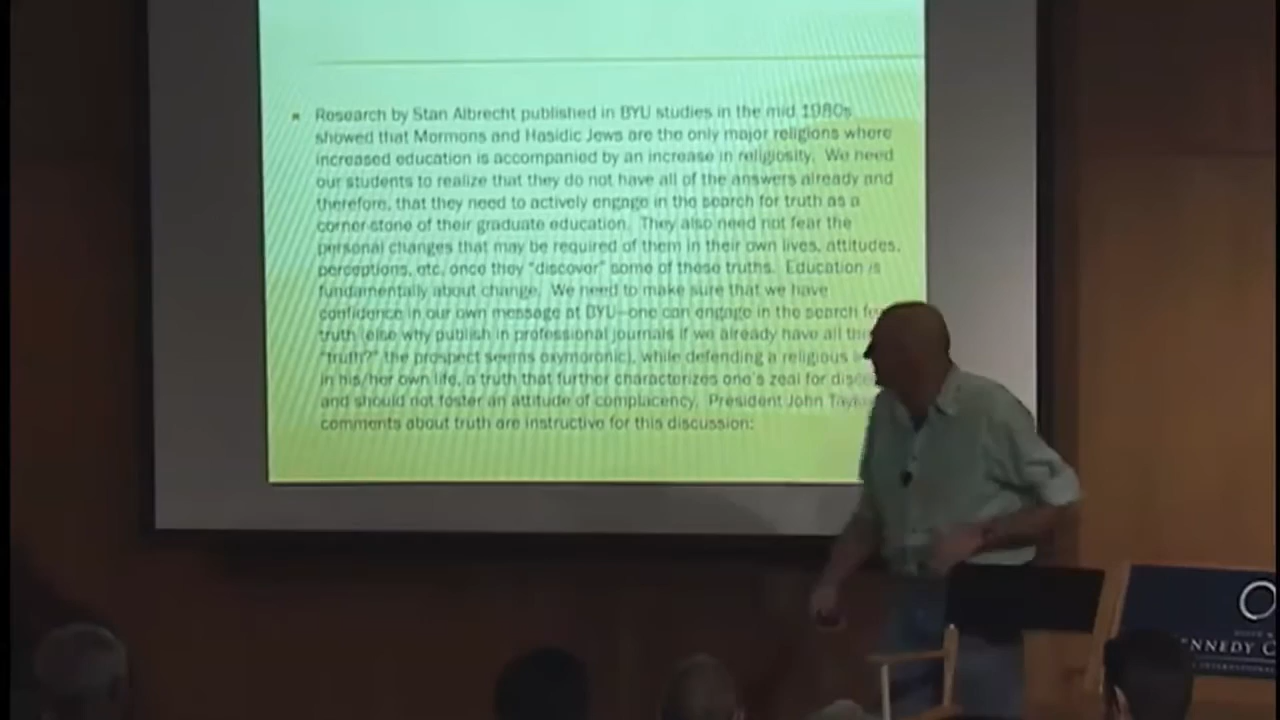 Research by Stan Albrecht published in BYU studies in the mid 1980s
showed that Mormons and Hasidic Jews are the only major religions where
increased education is accompanied by an increase in religiosity. We need
our students to realize that they do not have all of the answers already and
therefore, that they need to actively engage in the search for truth as a
corner-stone of their graduate education. They also need not fear the
personal changes that may be required of them in their own lives, attitudes,
perceptions, etc, once they "discover" some of these truths. Education is
fundamentally about change. We need to make sure that we have
confidence in our own message at BYU—one can engage in the search
truth (else why publish in professional journals if we already have all
"truth?" the prospect seems oxymoronic), while defending a religious
in his/her own life, a truth that further characterizes one's zeal for
and should not foster an attitude of complacency. President John
comments about truth are instructive for this discussion:
NNEDY C